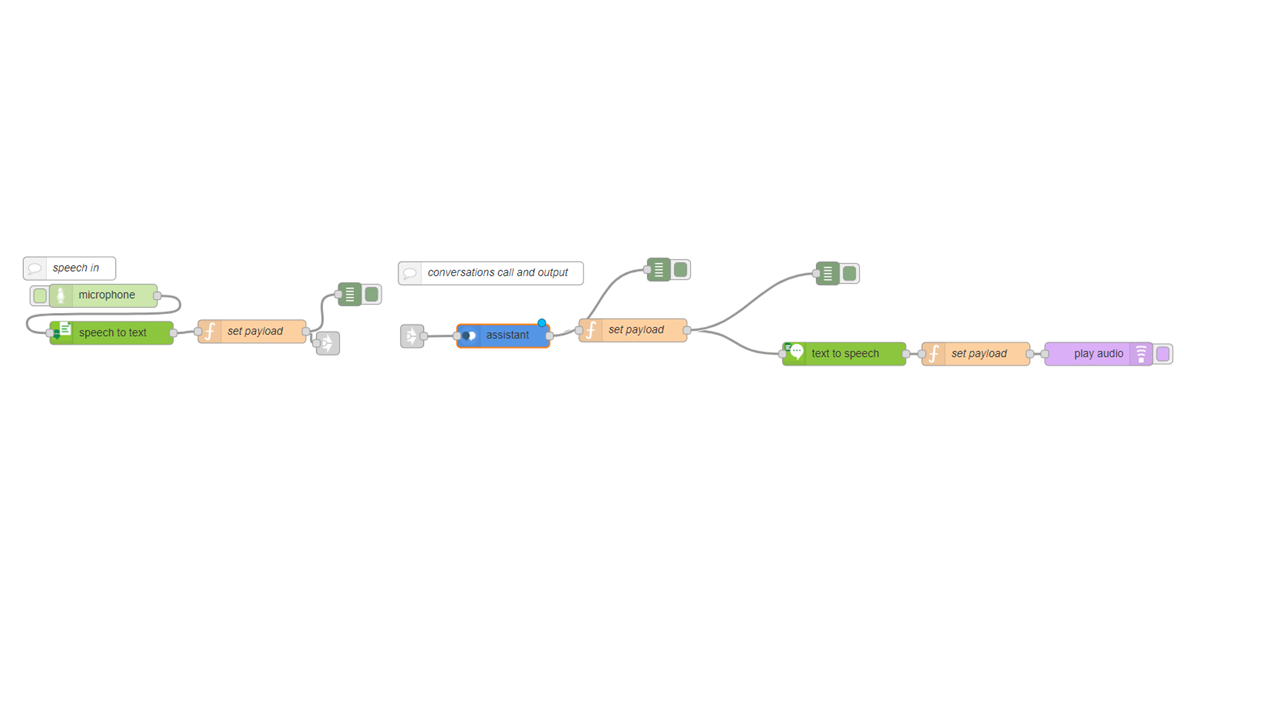 speech in
microphone
speech to text
set payload
conversations call and output
assistant
set payload
text to speech
set payload
play audio